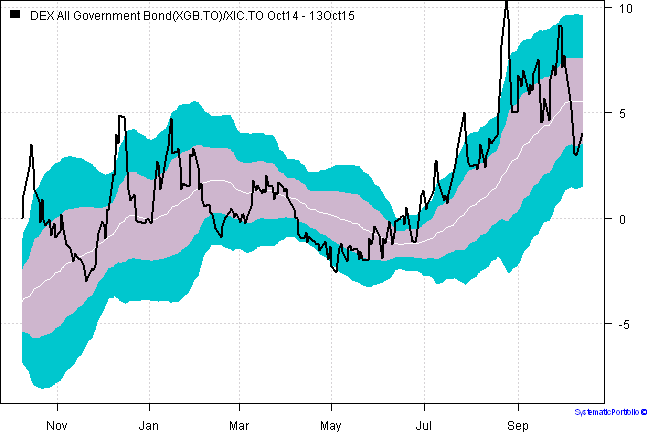 DEX All Government Bond(XGB.TO)/XIC.TO Oct14 - 13Oct15
10
5
0
-5
Nov Jan Mar May Jul Sep
SystematicPortfolio ©